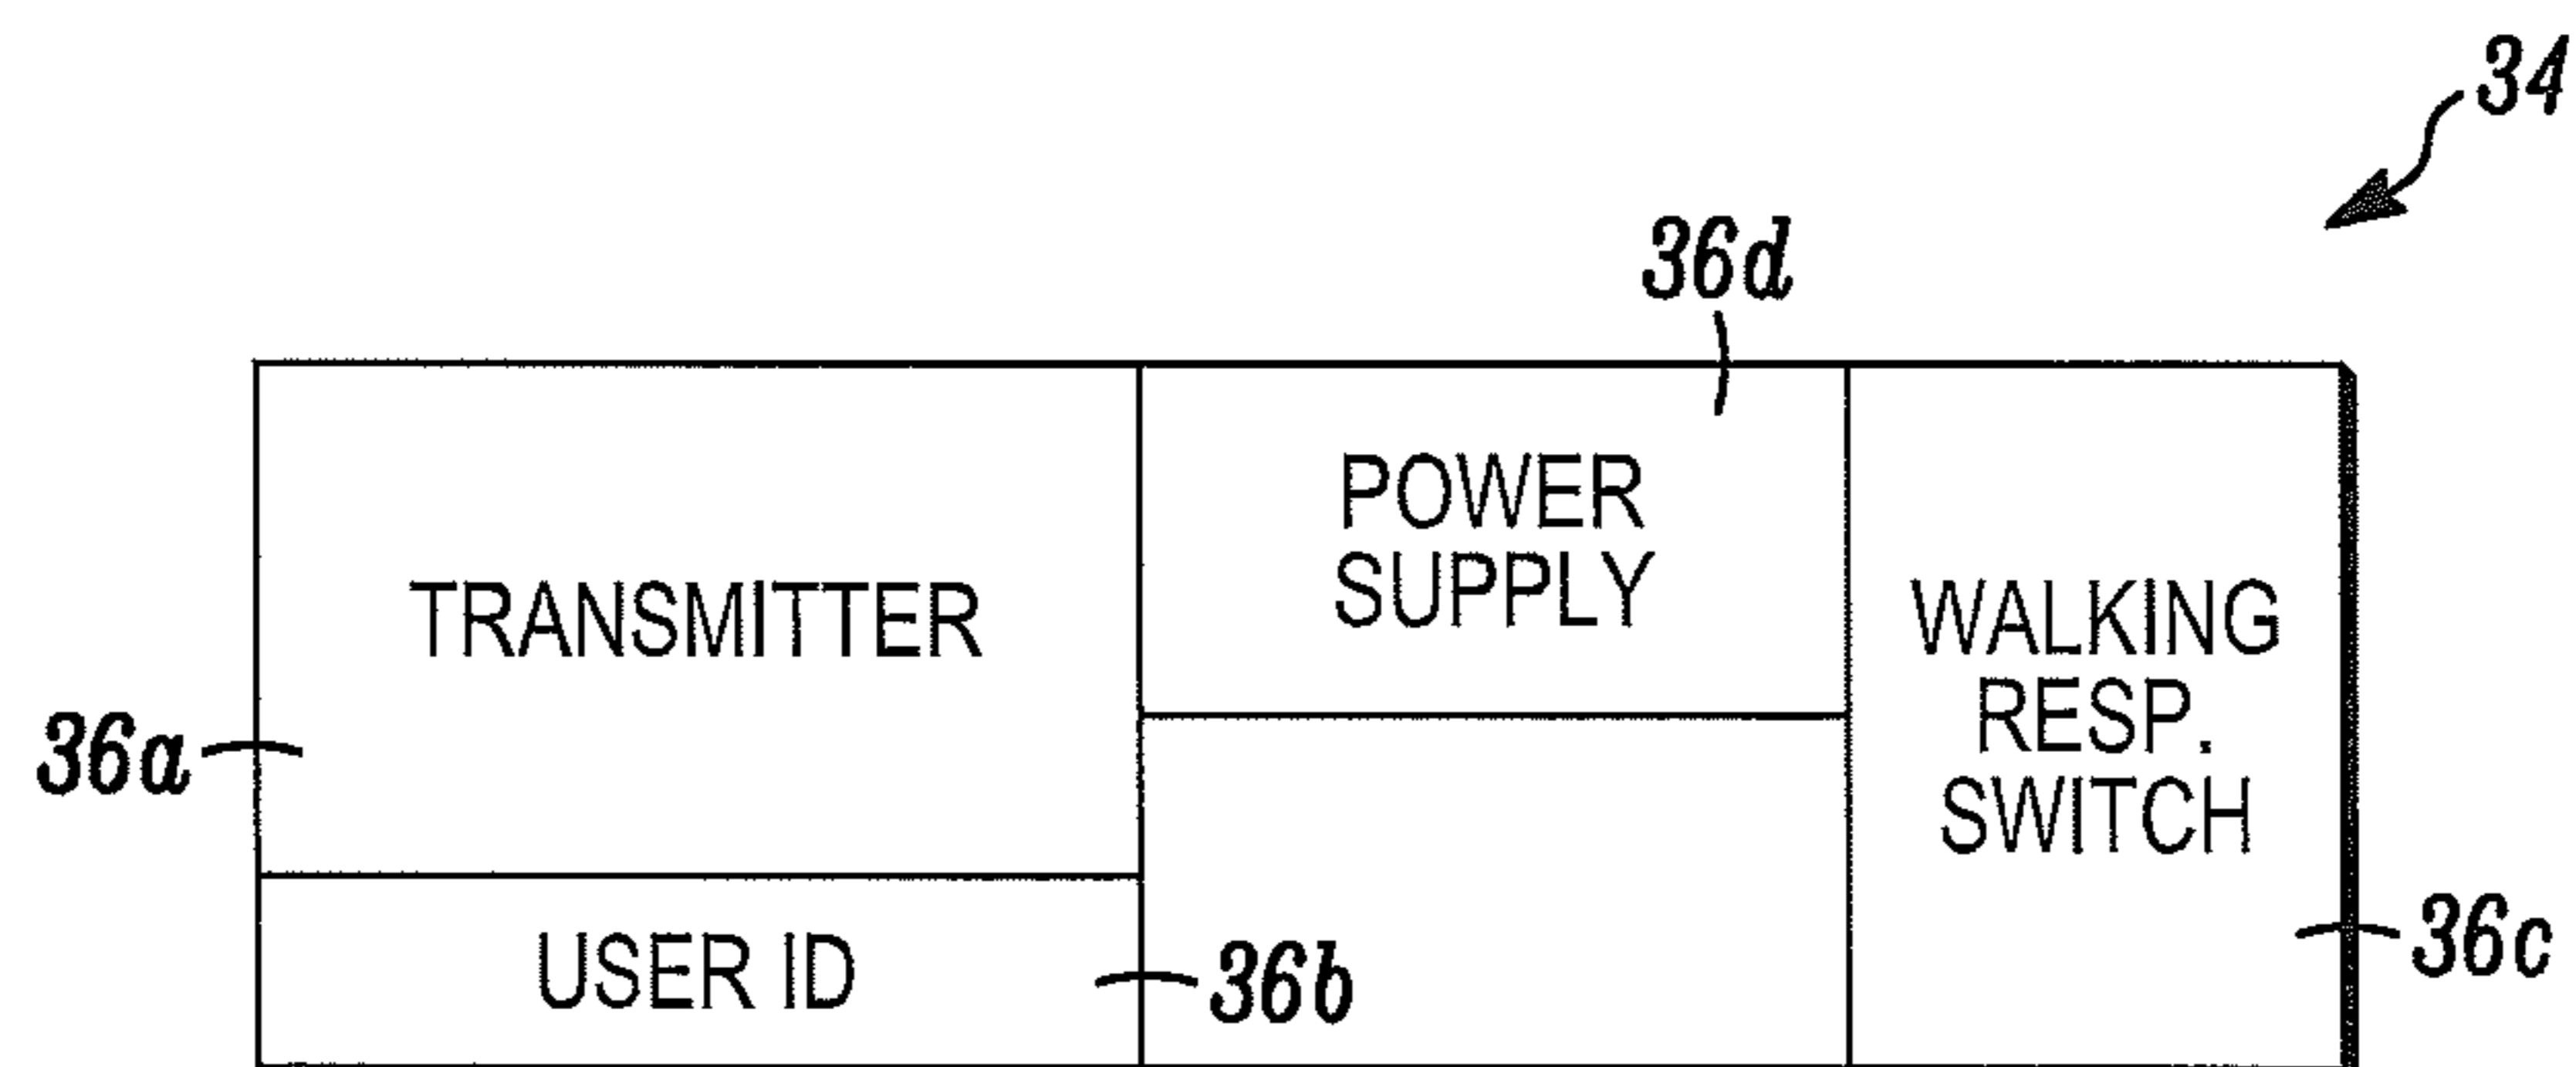 34
36d
POWER
SUPPLY
TRANSMITTER
WALKING
RESP.
SWITCH
36a
USER ID
36b
36c